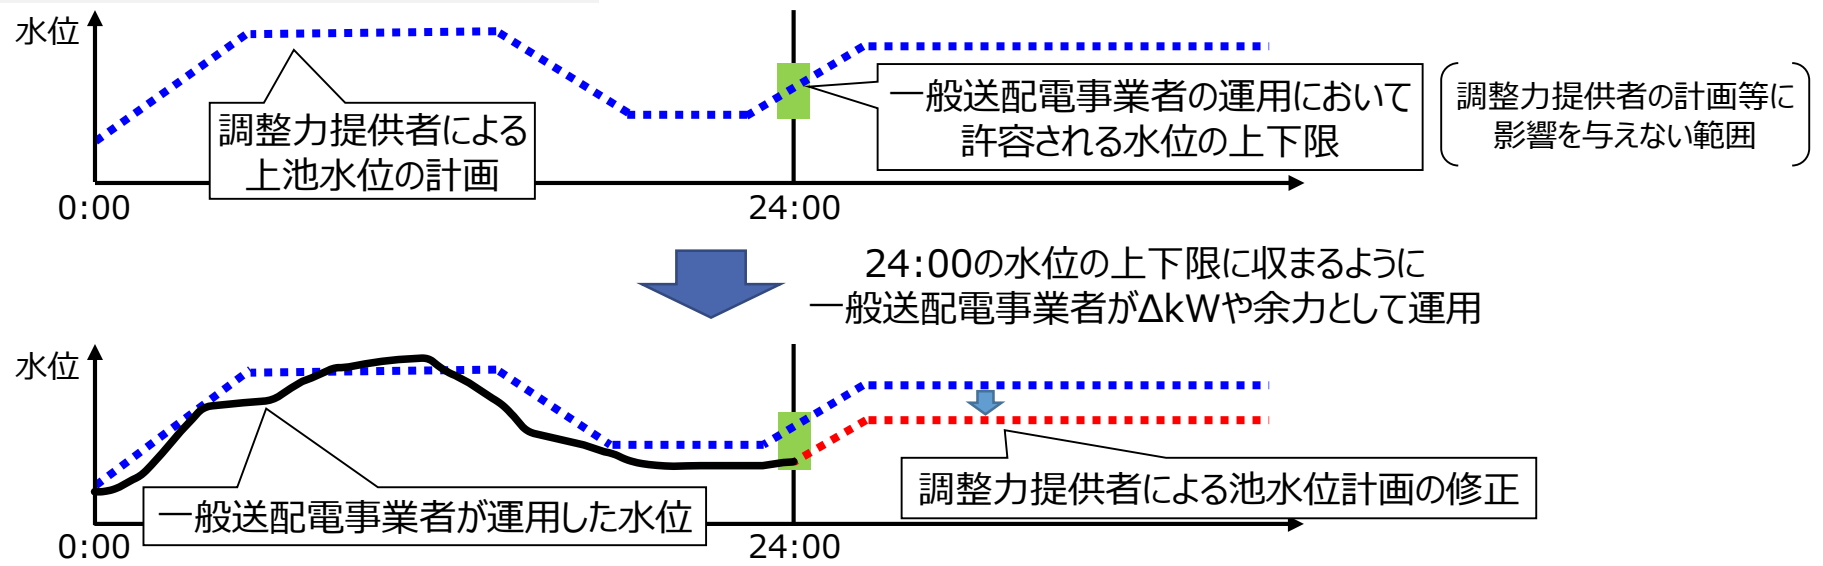 水位
調整力提供者による
上池水位の計画
一般送配電事業者の運用において
許容される水位の上下限
調整力提供者の計画等に
影響を与えない範囲
0:00
24:00
24:00の水位の上下限に収まるように
一般送配電事業者がΔkWや余力として運用
水位
一般送配電事業者が運用した水位
調整力提供者による池水位計画の修正
0:00
24:00